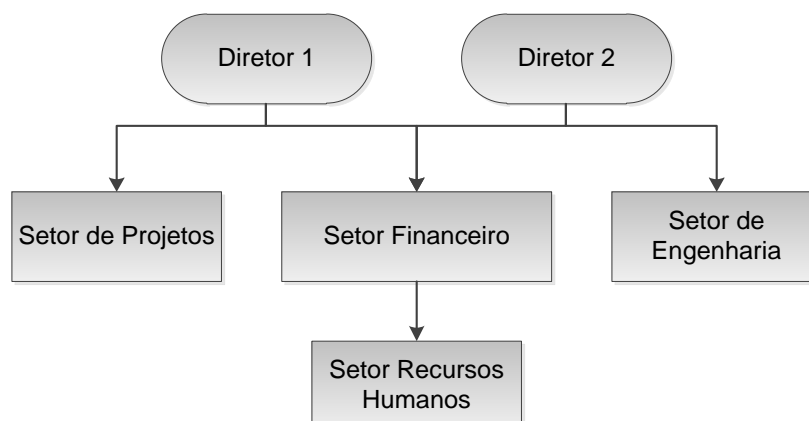 Diretor 1
Diretor 2
Setor de Projetos
Setor Financeiro
Setor de
Engenharia
Setor Recursos
Humanos